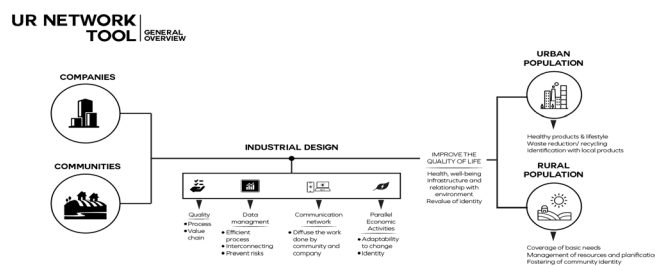 UR NETWORK
TOOL
GENERAL
OVERVIEW
COMPANIES
COMMUNITIES
INDUSTRIAL DESIGN
Quality
• Process
• Value
chain
Data
managment
• Efficient
process
• Interconnecting
• Prevent risks
Communication
network
• Diffuse the work
done by
community and
company
Parallel
Economic
Activities
• Adaptability
to change
• Identity
IMPROVE THE
QUALITY OF LIFE
Health, well-being
Infrastructure and
relationship with
environment
Revalue of identity
URBAN
POPULATION
Healthy products & lifestyle
Waste reduction/ recycling
Identification with local products
RURAL
POPULATION
Coverage of basic needs
Management of resources and planificatio
Fostering of community identity